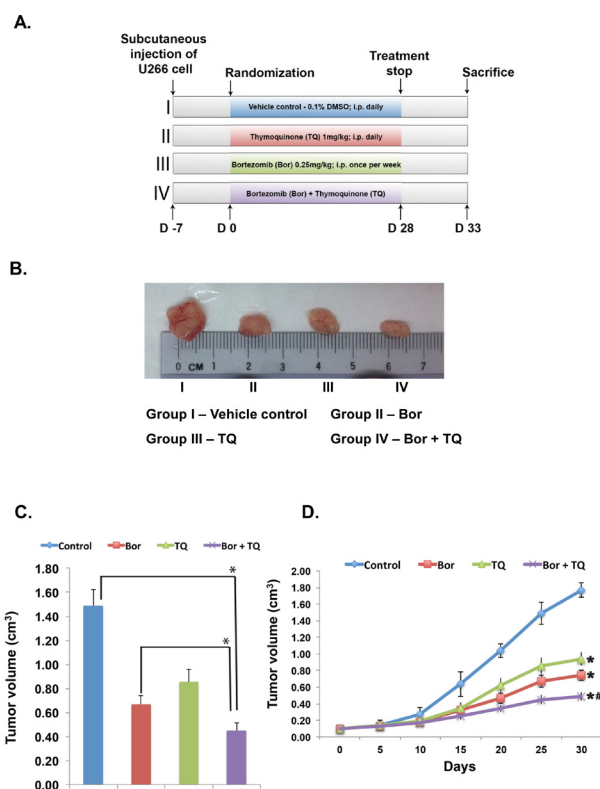 A.
Subcutaneous
injection of
U266 cell
Randomization
Treatment
stop
Sacrifice
I
Vehicle control - 0.1% DMSO; i.p. daily
II
Thymoquinone (TQ) 1mg/kg; i.p. daily
III
Bortezomib (Bor) 0.25mg/kg; i.p. once per week
IV
Bortezomib (Bor) + Thymoquinone (TQ)
D -7
D 0
D 28
D 33
B.
0 CM 1 2 3 4 5 6 7
I II III IV
Group I – Vehicle control
Group II – Bor
Group III – TQ
Group IV – Bor + TQ
C.
Control Bor TQ Bor + TQ
Tumor volume (cm3)
1.80
1.60
1.40
1.20
1.00
0.80
0.60
0.40
0.20
0.00
*
*
D.
Control Bor TQ Bor + TQ
Tumor volume (cm3)
2.00
1.80
1.60
1.40
1.20
1.00
0.80
0.60
0.40
0.20
0.00
*
*
*#
0 5 10 15 20 25 30
Days